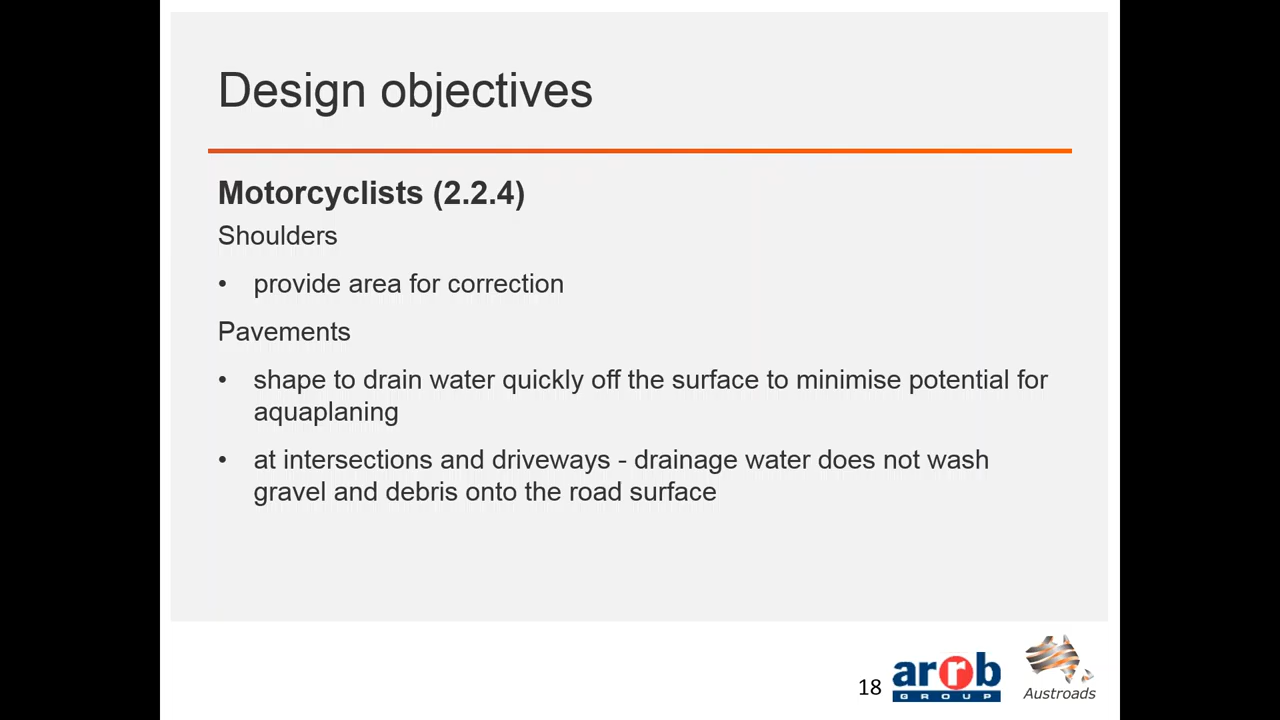 Design objectives
Motorcyclists (2.2.4)
Shoulders
• provide area for correction
Pavements
• shape to drain water quickly off the surface to minimise potential for
aquaplaning
• at intersections and driveways - drainage water does not wash
gravel and debris onto the road surface
18
arrb
GROUP
Austroads